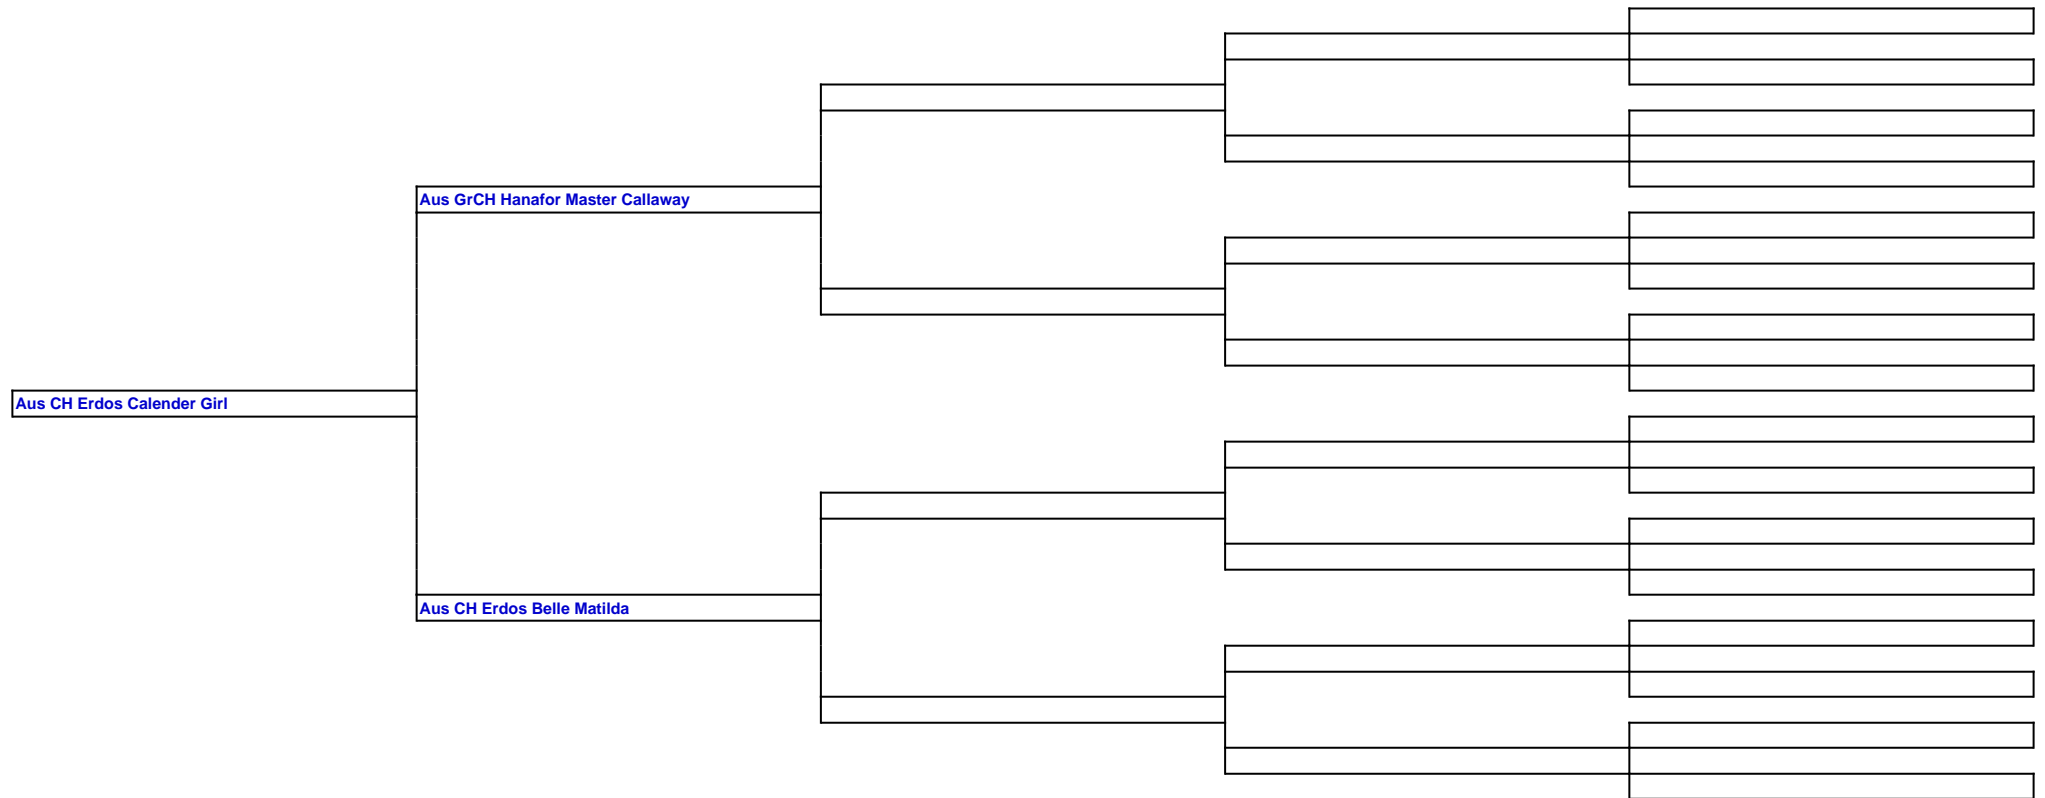 Aus GrCH Hanafor Master Callaway
Aus CH Erdos Calender Girl
Aus CH Erdos Belle Matilda